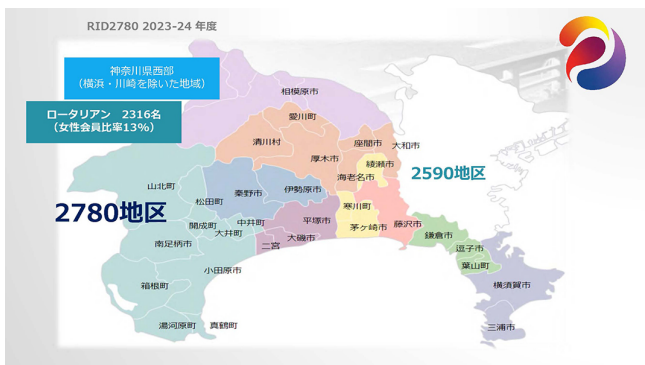 RID2780 2023-24 年度
神奈川県西部
（横浜・川崎を除いた地域）
ロータリアン 2316名
（女性会員比率13%）
相模原市
愛川町
清川村
座間市
大和市
厚木市
綾瀬市
海老名市
2590地区
山北町
松田町
秦野市
伊勢原市
2780地区
寒川町
開成町
中井町
平塚市
藤沢市
大井町
大磯市
茅ヶ崎市
鎌倉市
南足柄市
二宮
逗子市
葉山町
小田原市
箱根町
横須賀市
湯河原町
真鶴町
三浦市